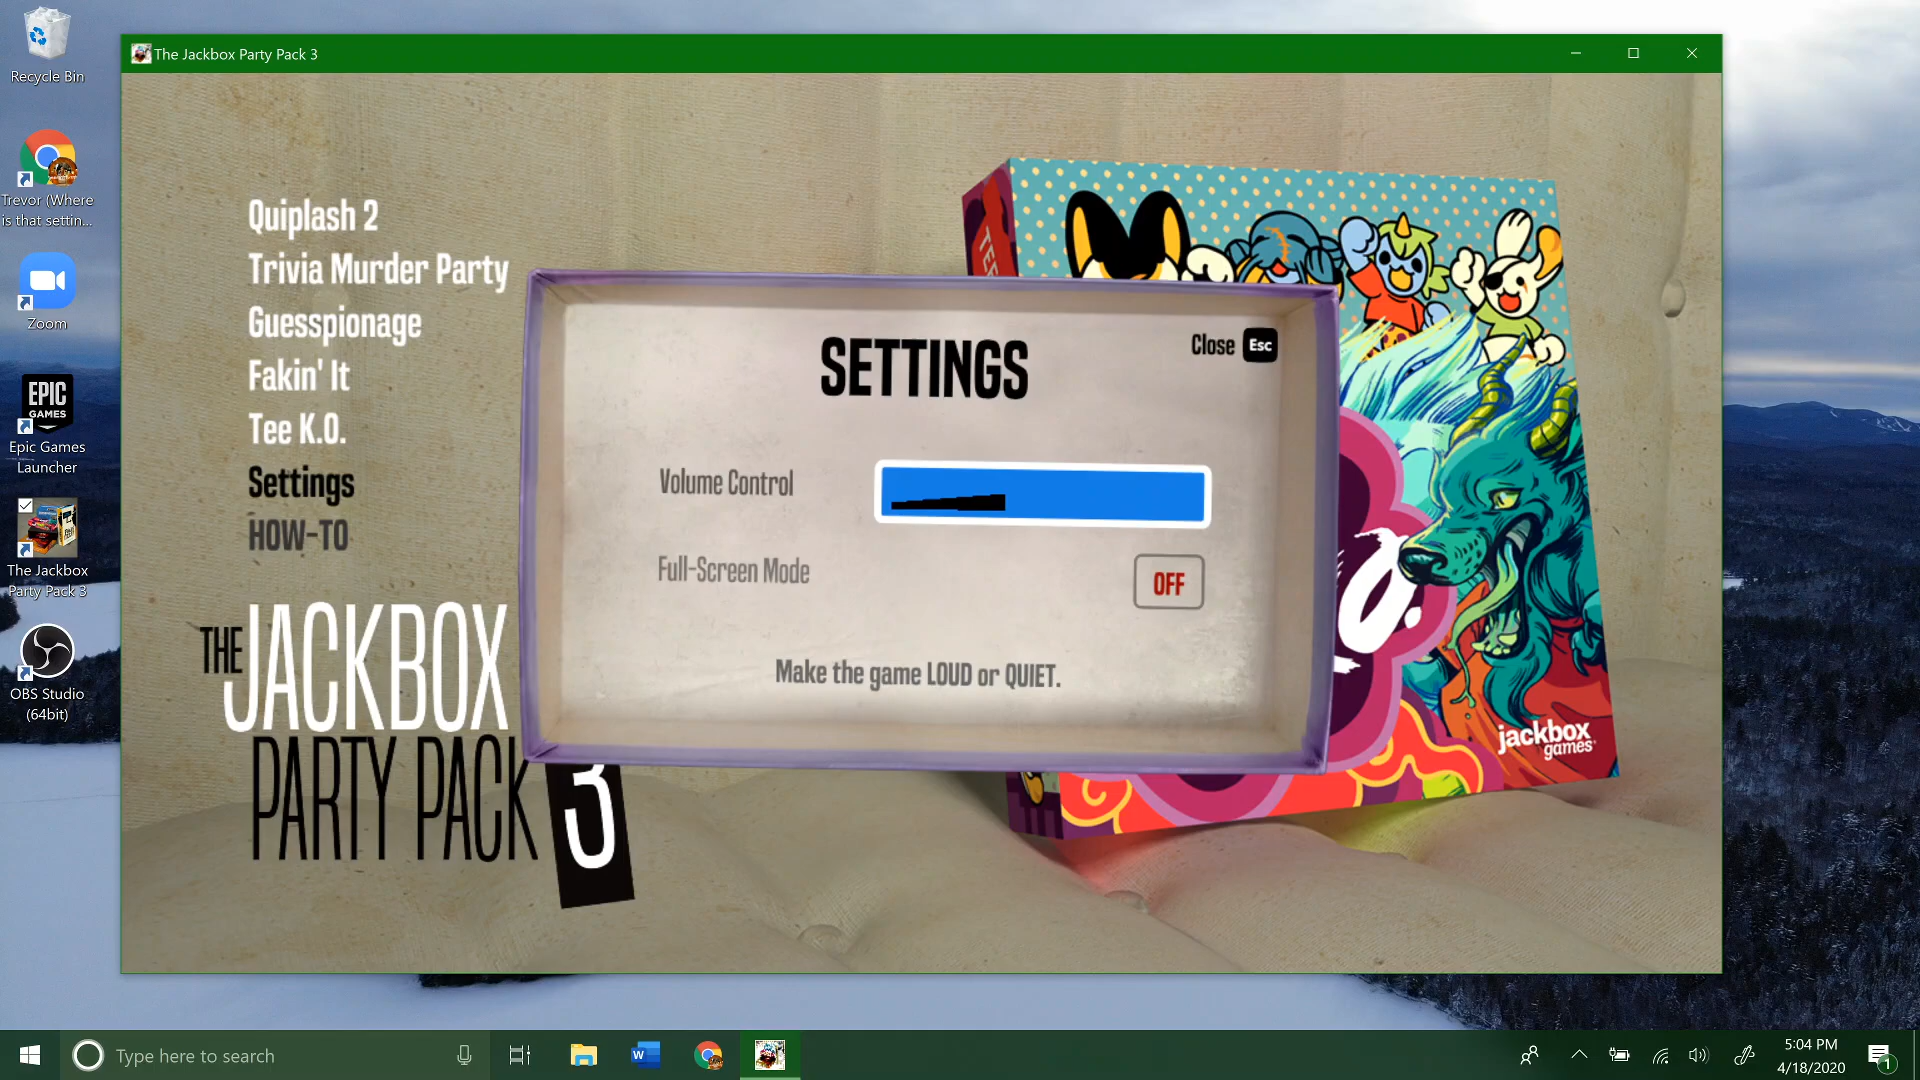 Recycle Bin
Trevor (Where
is that settin...
Zoom
EPIC
GAMES
Epic Games
Launcher
The Jackbox
Party Pack 3
OBS Studio
(64bit)
The Jackbox Party Pack 3
Quiplash 2
Trivia Murder Party
Guesspionage
Fakin' It
Tee K.O.
Settings
HOW-TO
THE JACKBOX
PARTY PACK 3
SETTINGS
Close Esc
Volume Control
Full-Screen Mode OFF
Make the game LOUD or QUIET.
jackbox
games
Type here to search
W
5:04 PM
4/18/2020
1